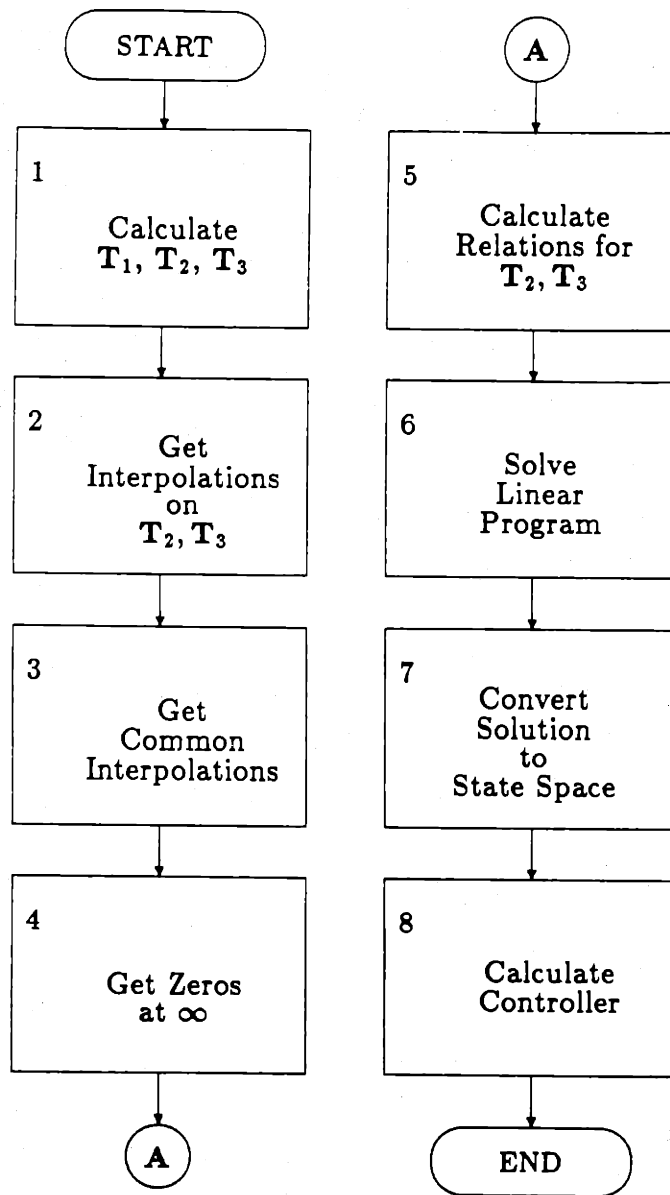 START
1
Calculate
T₁, T₂, T₃
2
Get
Interpolations
on
T₂, T₃
3
Get
Common
Interpolations
4
Get Zeros
at ∞
A
A
5
Calculate
Relations for
T₂, T₃
6
Solve
Linear
Program
7
Convert
Solution
to
State Space
8
Calculate
Controller
END